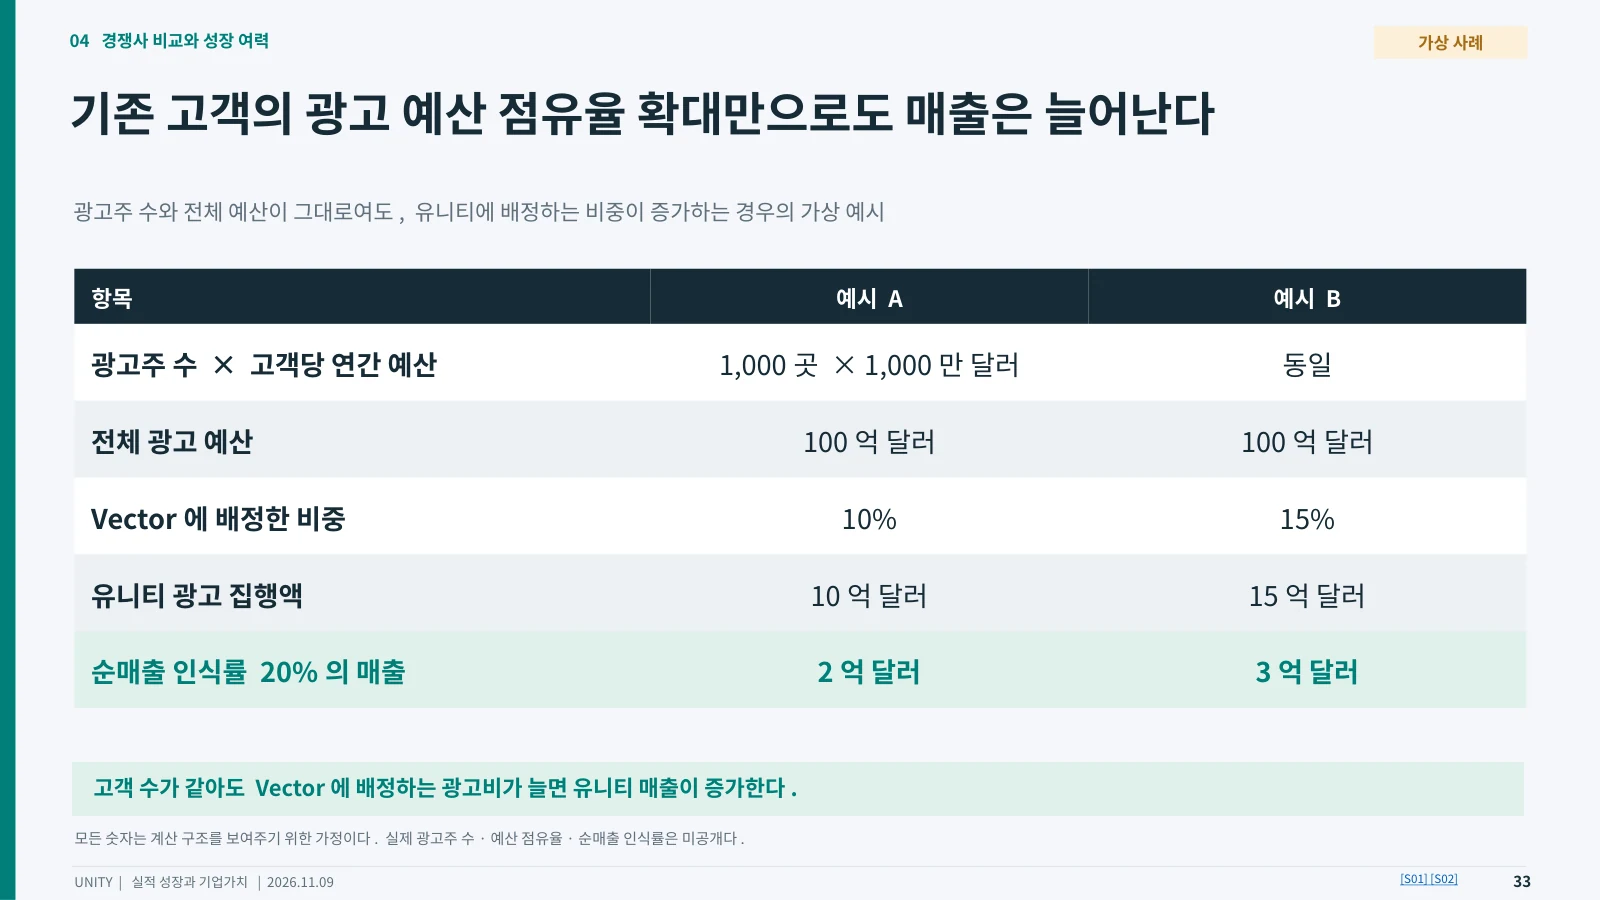 04 경쟁사 비교와 성장 여력
가상 사례
기존 고객의 광고 예산 점유율 확대만으로도 매출은 늘어난다
광고주 수와 전체 예산이 그대로여도 , 유니티에 배정하는 비중이 증가하는 경우의 가상 예시
항목 예시 A 예시 B
광고주 수 × 고객당 연간 예산 1,000 곳 × 1,000 만 달러 동일
전체 광고 예산 100 억 달러 100 억 달러
Vector 에 배정한 비중 10% 15%
유니티 광고 집행액 10 억 달러 15 억 달러
순매출 인식률 20% 의 매출 2 억 달러 3 억 달러
고객 수가 같아도 Vector 에 배정하는 광고비가 늘면 유니티 매출이 증가한다 .
모든 숫자는 계산 구조를 보여주기 위한 가정이다 . 실제 광고주 수 · 예산 점유율 · 순매출 인식률은 미공개다 .
UNITY | 실적 성장과 기업가치 | 2026.11.09 [S01] [S02] 33